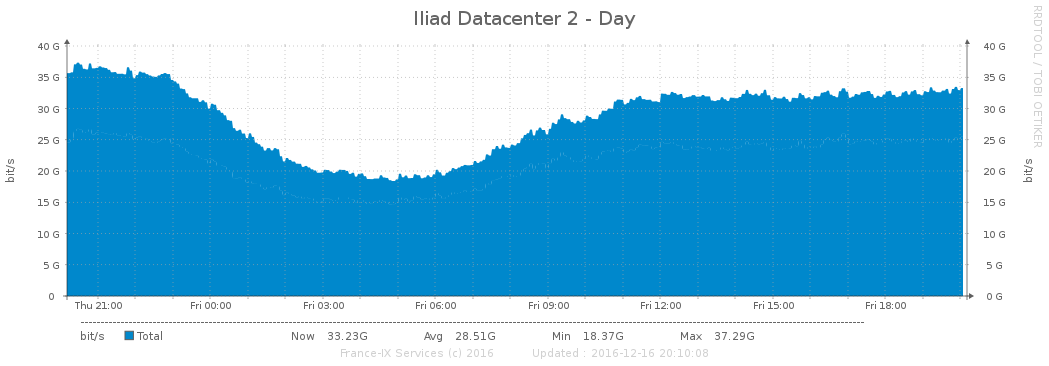 Iliad Datacenter 2 - Day
RRDTOOL / TOBI OETIKER
40 G 40 G
35 G 35 G
30 G 30 G
25 G 25 G
20 G 20 G
15 G 15 G
10 G 10 G
5 G 5 G
0 0 G
bit/s
bit/s
Thu 21:00 Fri 00:00 Fri 03:00 Fri 06:00 Fri 09:00 Fri 12:00 Fri 15:00 Fri 18:00
bit/s Total Now 33.23G Avg 28.51G Min 18.37G Max 37.29G
France-IX Services (c) 2016 Updated : 2016-12-16 20:10:08